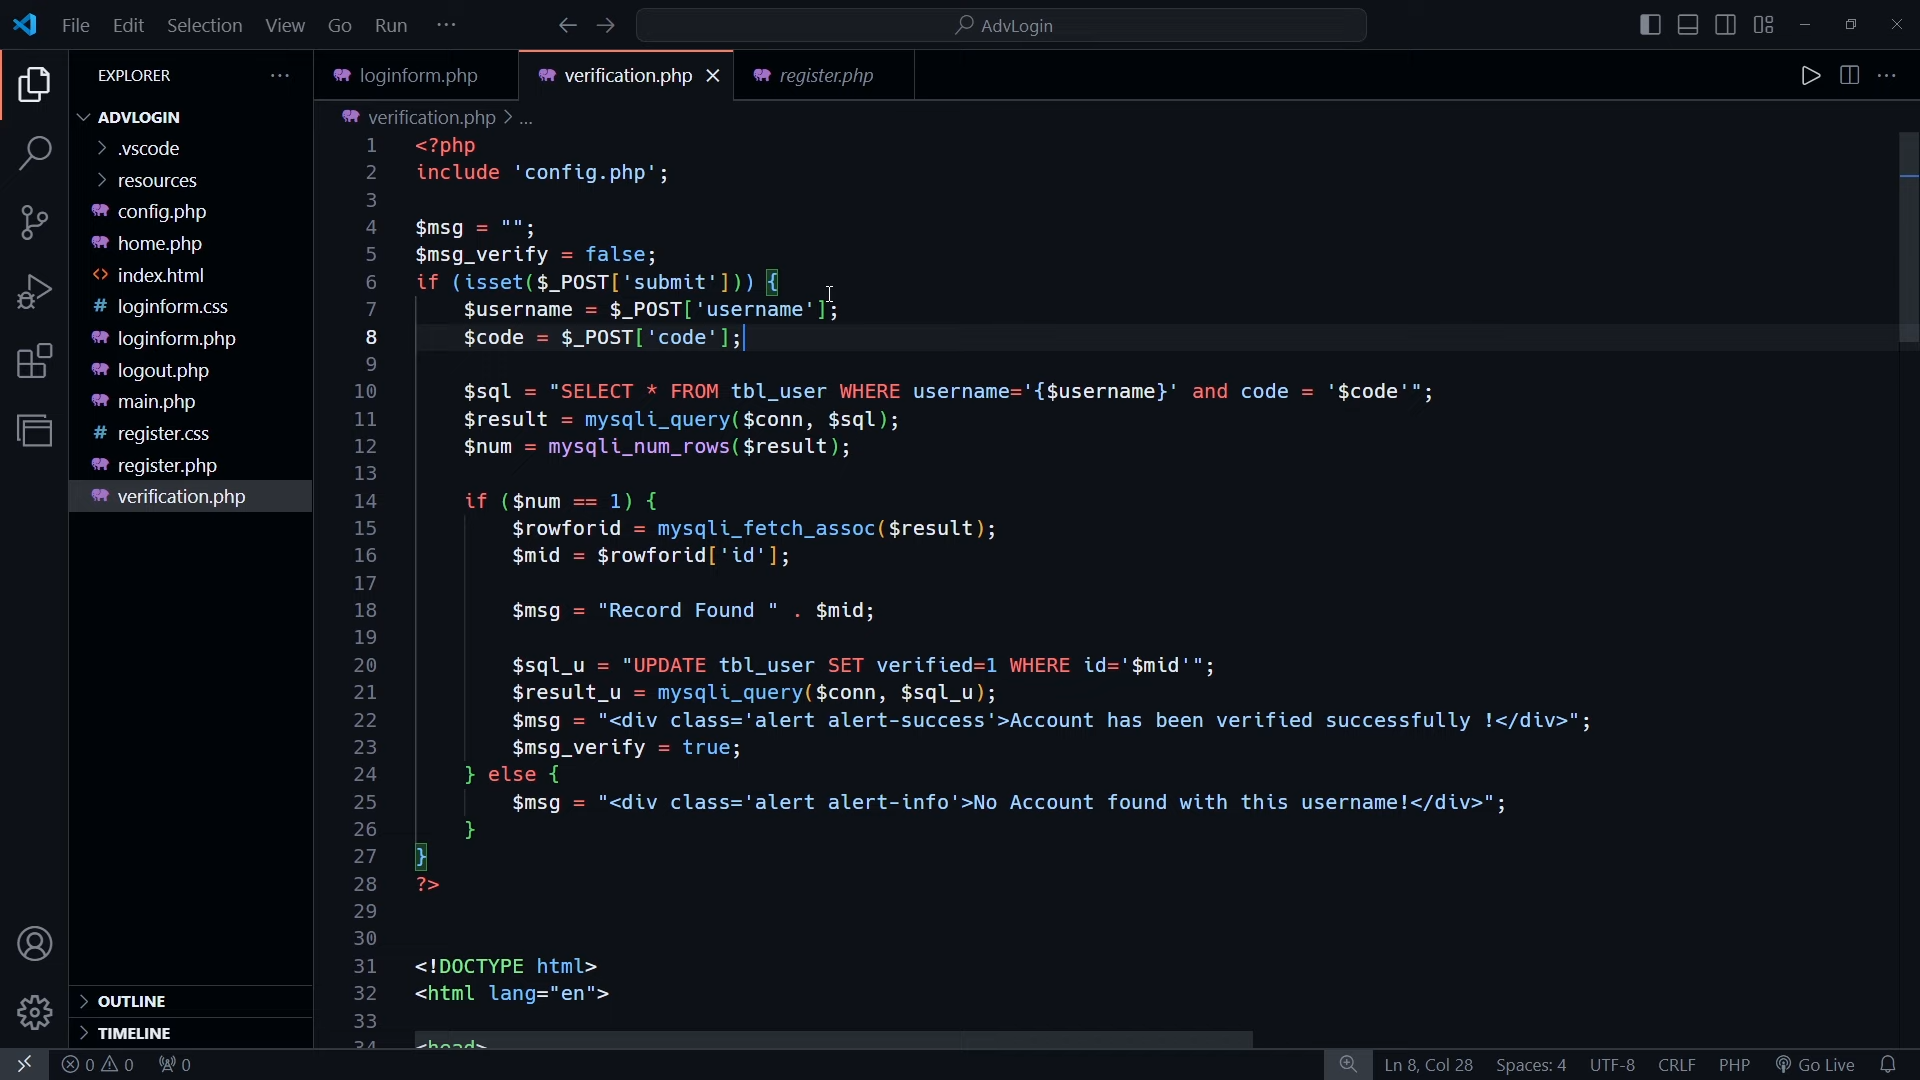 File Edit Selection View Go Run ··· AdvLogin
EXPLORER ···
loginform.php verification.php register.php
ADVLOGIN
.vscode
resources
config.php
home.php
index.html
loginform.css
loginform.php
logout.php
main.php
register.css
register.php
verification.php
OUTLINE
TIMELINE
verification.php > ...
1 <?php
2 include 'config.php';
3
4 $msg = "";
5 $msg_verify = false;
6 if (isset($_POST['submit'])) {
7 $username = $_POST['username'];
8 $code = $_POST['code'];
9
10 $sql = "SELECT * FROM tbl_user WHERE username='{$username}' and code = '$code'";
11 $result = mysqli_query($conn, $sql);
12 $num = mysqli_num_rows($result);
13
14 if ($num == 1) {
15 $rowforid = mysqli_fetch_assoc($result);
16 $mid = $rowforid['id'];
17
18 $msg = "Record Found " . $mid;
19
20 $sql_u = "UPDATE tbl_user SET verified=1 WHERE id='$mid'";
21 $result_u = mysqli_query($conn, $sql_u);
22 $msg = "<div class='alert alert-success'>Account has been verified successfully !</div>";
23 $msg_verify = true;
24 } else {
25 $msg = "<div class='alert alert-info'>No Account found with this username!</div>";
26 }
27 }
28 ?>
29
30
31 <!DOCTYPE html>
32 <html lang="en">
33
34 <head>
0 0 0 Ln 8, Col 28 Spaces: 4 UTF-8 CRLF PHP Go Live